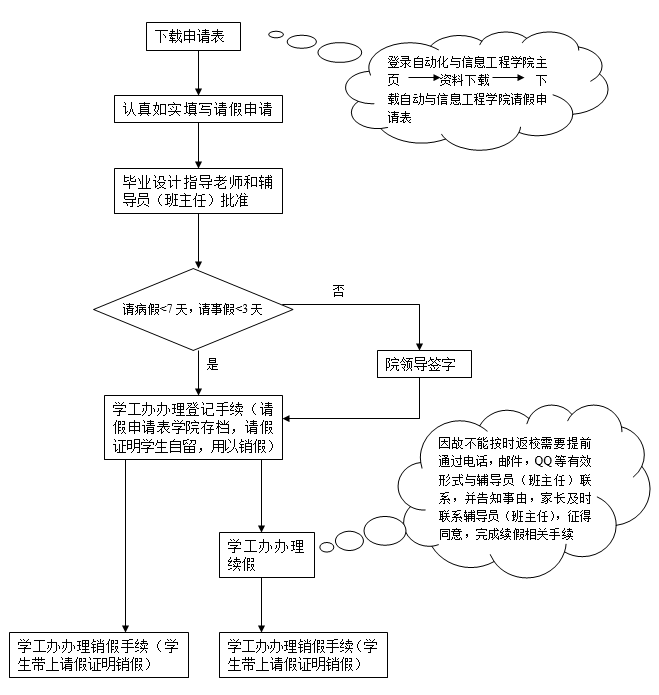 下载申请表
登录自动化与信息工程学院主
页 资料下载 下
载自动与信息工程学院请假申
请表
认真如实填写请假申请
毕业设计指导老师和辅
导员（班主任）批准
请病假<7天，请事假<3天
否
是
院领导签字
学工办办理登记手续（请
假申请表学院存档，请假
证明学生自留，用以销假）
因故不能按时返校需要提前
通过电话，邮件，QQ等有效
形式与辅导员（班主任）联
系，并告知事由，家长及时
联系辅导员（班主任），征得
同意，完成续假相关手续
学工办办理
续假
学工办办理销假手续（学
生带上请假证明销假）
学工办办理销假手续（学
生带上请假证明销假）